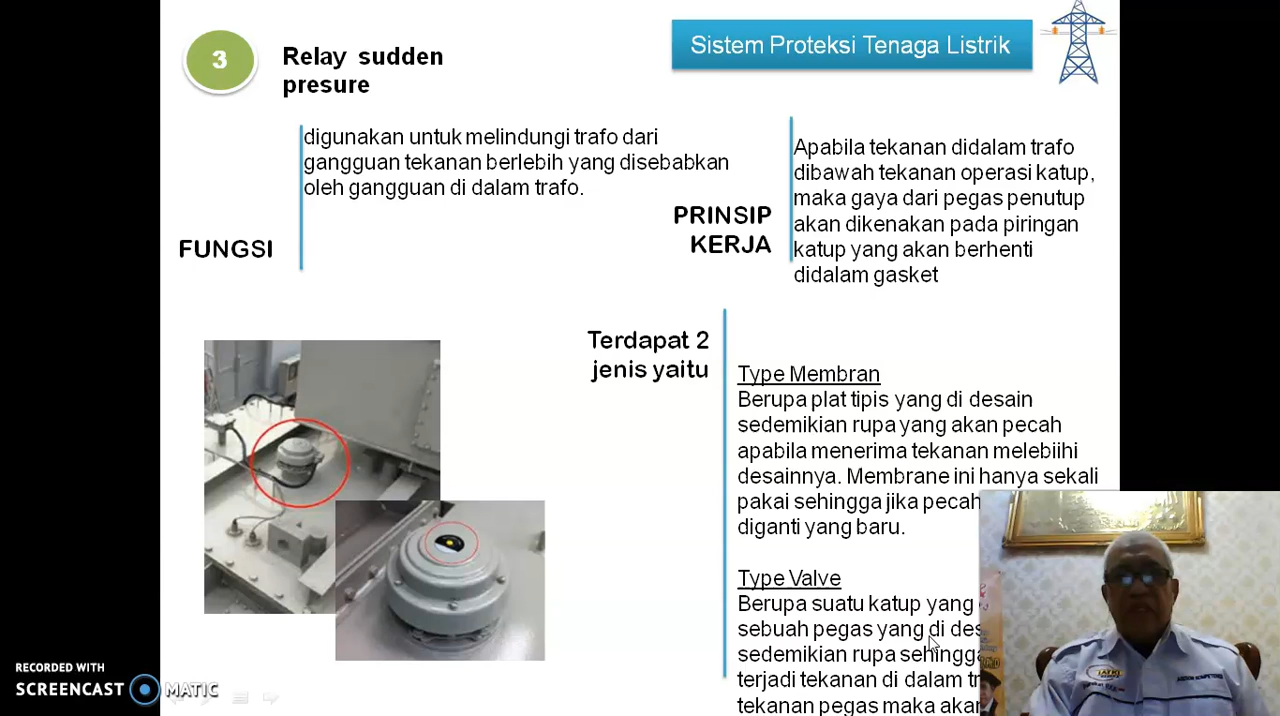 3
Relay sudden
presure
Sistem Proteksi Tenaga Listrik
FUNGSI
digunakan untuk melindungi trafo dari
gangguan tekanan berlebih yang disebabkan
oleh gangguan di dalam trafo.
PRINSIP
KERJA
Apabila tekanan didalam trafo
dibawah tekanan operasi katup,
maka gaya dari pegas penutup
akan dikenakan pada piringan
katup yang akan berhenti
didalam gasket
Terdapat 2
jenis yaitu
Type Membran
Berupa plat tipis yang di desain
sedemikian rupa yang akan pecah
apabila menerima tekanan melebiihi
desainnya. Membrane ini hanya sekali
pakai sehingga jika pecah
diganti yang baru.
Type Valve
Berupa suatu katup yang
sebuah pegas yang di des
sedemikian rupa sehingga
terjadi tekanan di dalam tr
tekanan pegas maka akan
RECORDED WITH
SCREENCAST MATIC